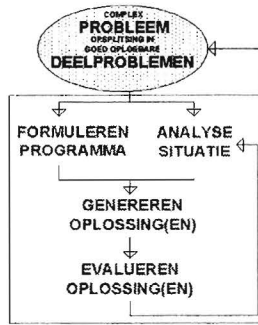 COMPLEX
PROBLEEM
OPSPLITSING IN
GOED OPLOSBARE
DEELPROBLEMEN
FORMULEREN
PROGRAMMA
ANALYSE
SITUATIE
GENEREREN
OPLOSSING(EN)
EVALUEREN
OPLOSSING(EN)